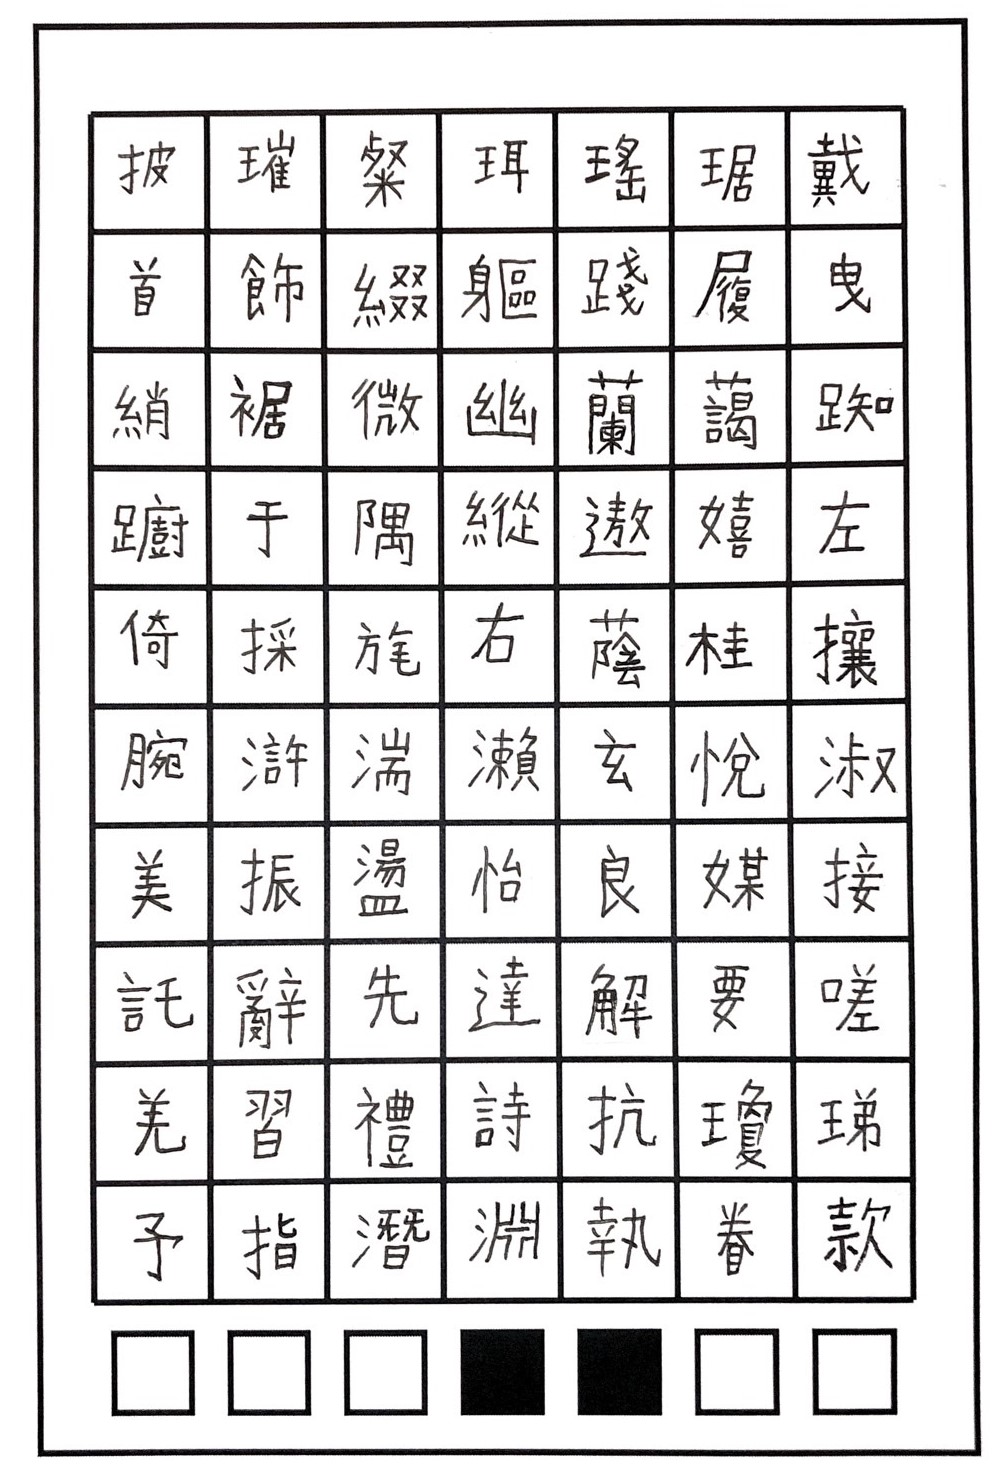 披璀粲珥瑤琚戴
首飾綴軀踐履曳
綃裾微幽蘭藹踟
躕于隅縱遨嬉左
倚採旄右蔭桂攘
腕滸湍瀨玄悅淑
美振盪怡良媒接
託辭先達解要嗟
羌習禮詩抗瓊珶
予指潛淵執眷款